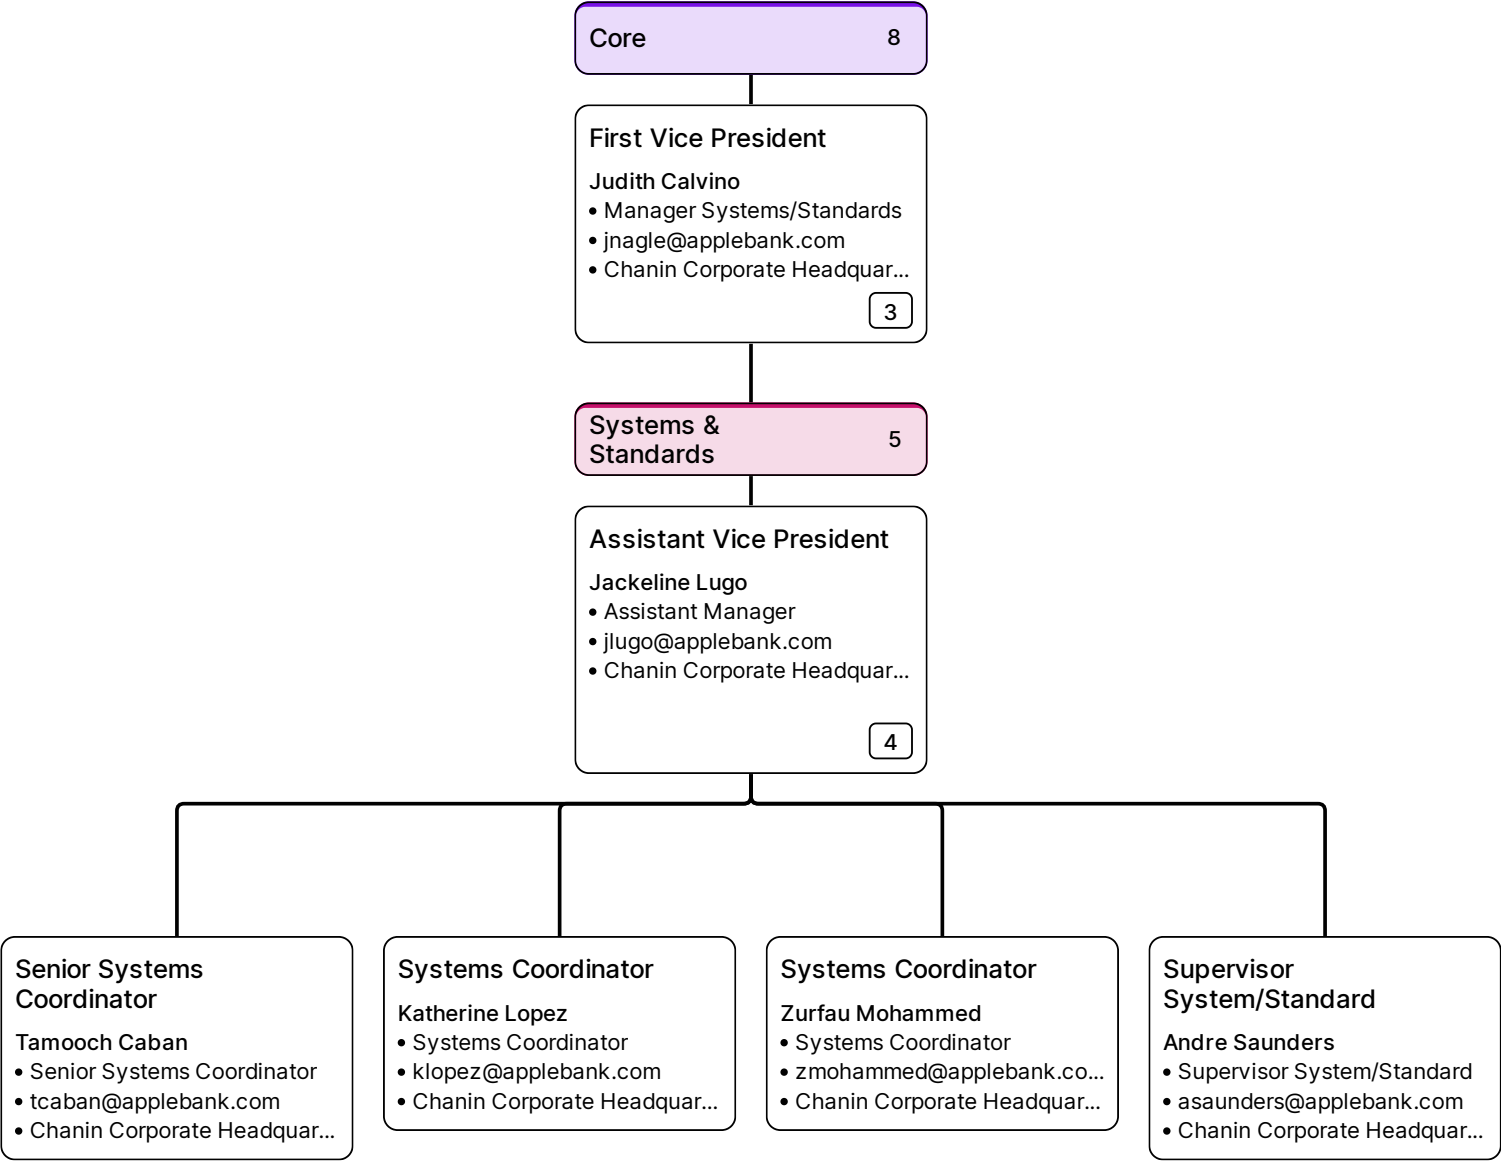 Core 8
First Vice President
Judith Calvino
• Manager Systems/Standards
• jnagle@applebank.com
• Chanin Corporate Headquar...
3
Systems &
Standards
5
Assistant Vice President
Jackeline Lugo
• Assistant Manager
• jlugo@applebank.com
• Chanin Corporate Headquar...
4
Senior Systems
Coordinator
Tamooch Caban
• Senior Systems Coordinator
• tcaban@applebank.com
• Chanin Corporate Headquar...
Systems Coordinator
Katherine Lopez
• Systems Coordinator
• klopez@applebank.com
• Chanin Corporate Headquar...
Systems Coordinator
Zurfau Mohammed
• Systems Coordinator
• zmohammed@applebank.co...
• Chanin Corporate Headquar...
Supervisor
System/Standard
Andre Saunders
• Supervisor System/Standard
• asaunders@applebank.com
• Chanin Corporate Headquar...